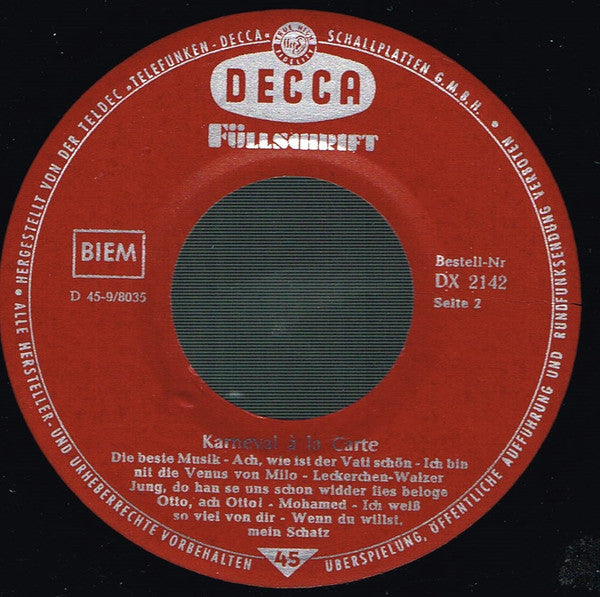 HERGESTELLT VON DER TELDEC „TELEFUNKEN - DECCA“ SCHALLPLATTEN G.M.B.H.
DECCA
FÜLLSCHRIFT
BIEM
D 45-9/8035
Bestell-Nr
DX 2142
Seite 2
Karneval à la Carte
Die beste Musik - Ach, wie ist der Vati schön - Ich bin
nit die Venus von Milo - Leckerchen-Walzer
Jung, do han se uns schon widder fies beloge
Otto, ach Otto! - Mohamed - Ich weiß
so viel von dir - Wenn du willst,
mein Schatz
45
• ALLE HERSTELLER- UND URHEBERRECHTE VORBEHALTEN
ÜBERSPIELUNG, ÖFFENTLICHE AUFFÜHRUNG UND RUNDFUNKSENDUNG VERBOTEN